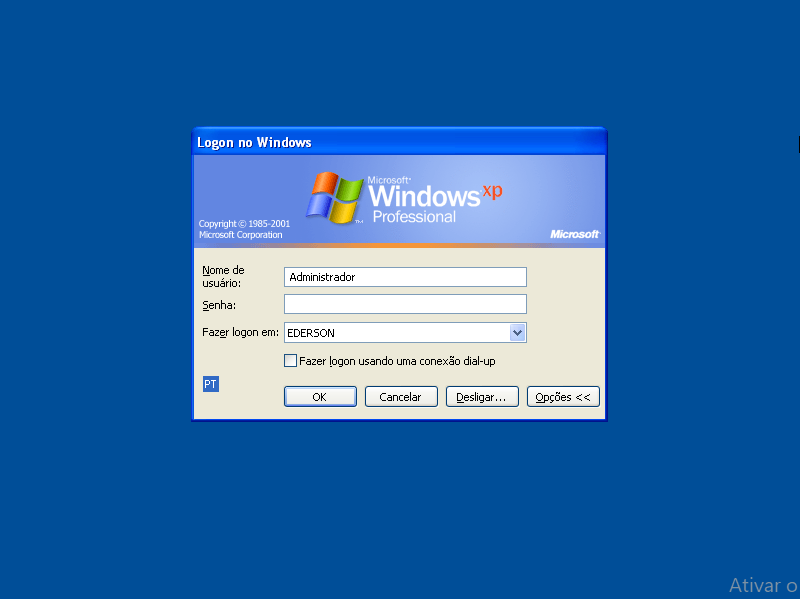 Logon no Windows
Microsoft®
Windows xp
Professional
Copyright © 1985-2001
Microsoft Corporation
Microsoft
Nome de
usuário:
Administrador
Senha:
Fazer logon em:
EDERSON
Fazer logon usando uma conexão dial-up
PT
OK
Cancelar
Desligar...
Opções <<
Ativar o